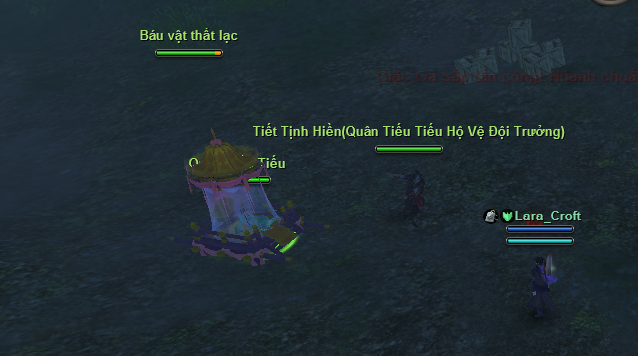 Báu vật thất lạc
Tiết Tịnh Hiền(Quân Tiếu Tiếu Hộ Vệ Đội Trưởng)
Tiếu
Lara_Croft